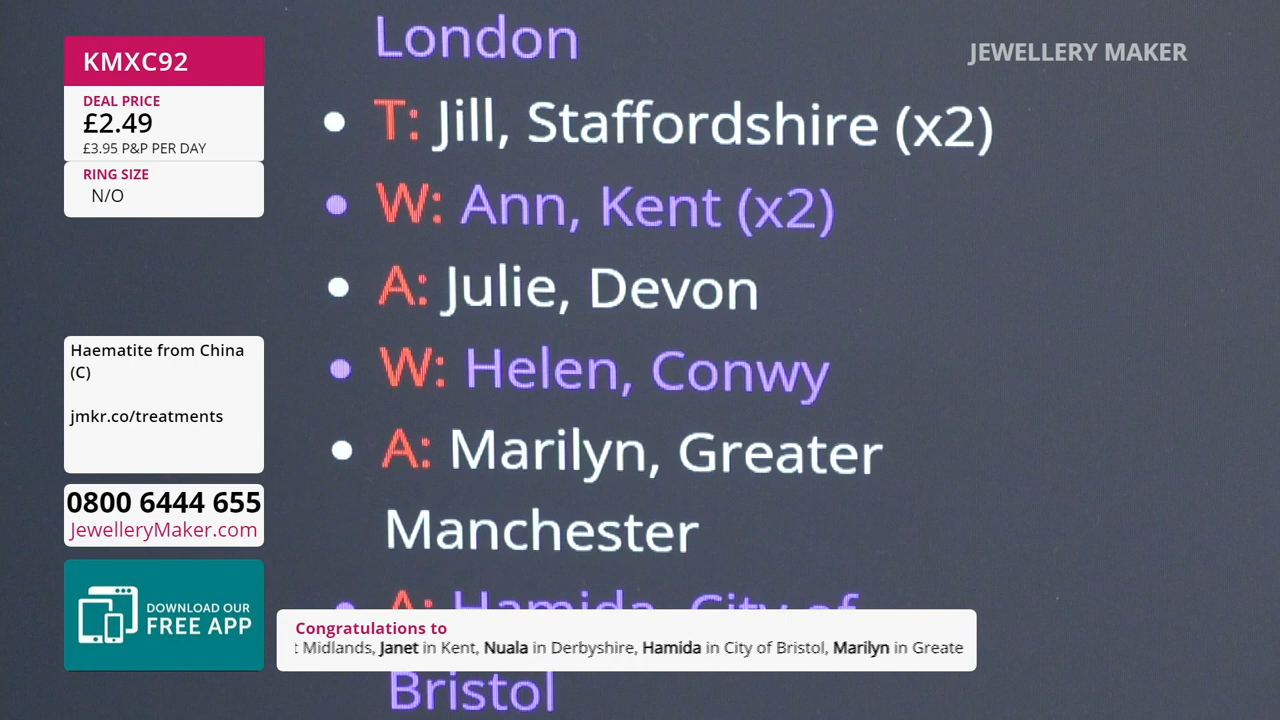 KMXC92
DEAL PRICE
£2.49
£3.95 P&P PER DAY
RING SIZE
N/O
Haematite from China
(C)
jmkr.co/treatments
0800 6444 655
JewelleryMaker.com
DOWNLOAD OUR
FREE APP
JEWELLERY MAKER
London
• T: Jill, Staffordshire (x2)
• W: Ann, Kent (x2)
• A: Julie, Devon
• W: Helen, Conwy
• A: Marilyn, Greater
Manchester
• A: Hamida, City of
Bristol
Congratulations to
t Midlands, Janet in Kent, Nuala in Derbyshire, Hamida in City of Bristol, Marilyn in Greate